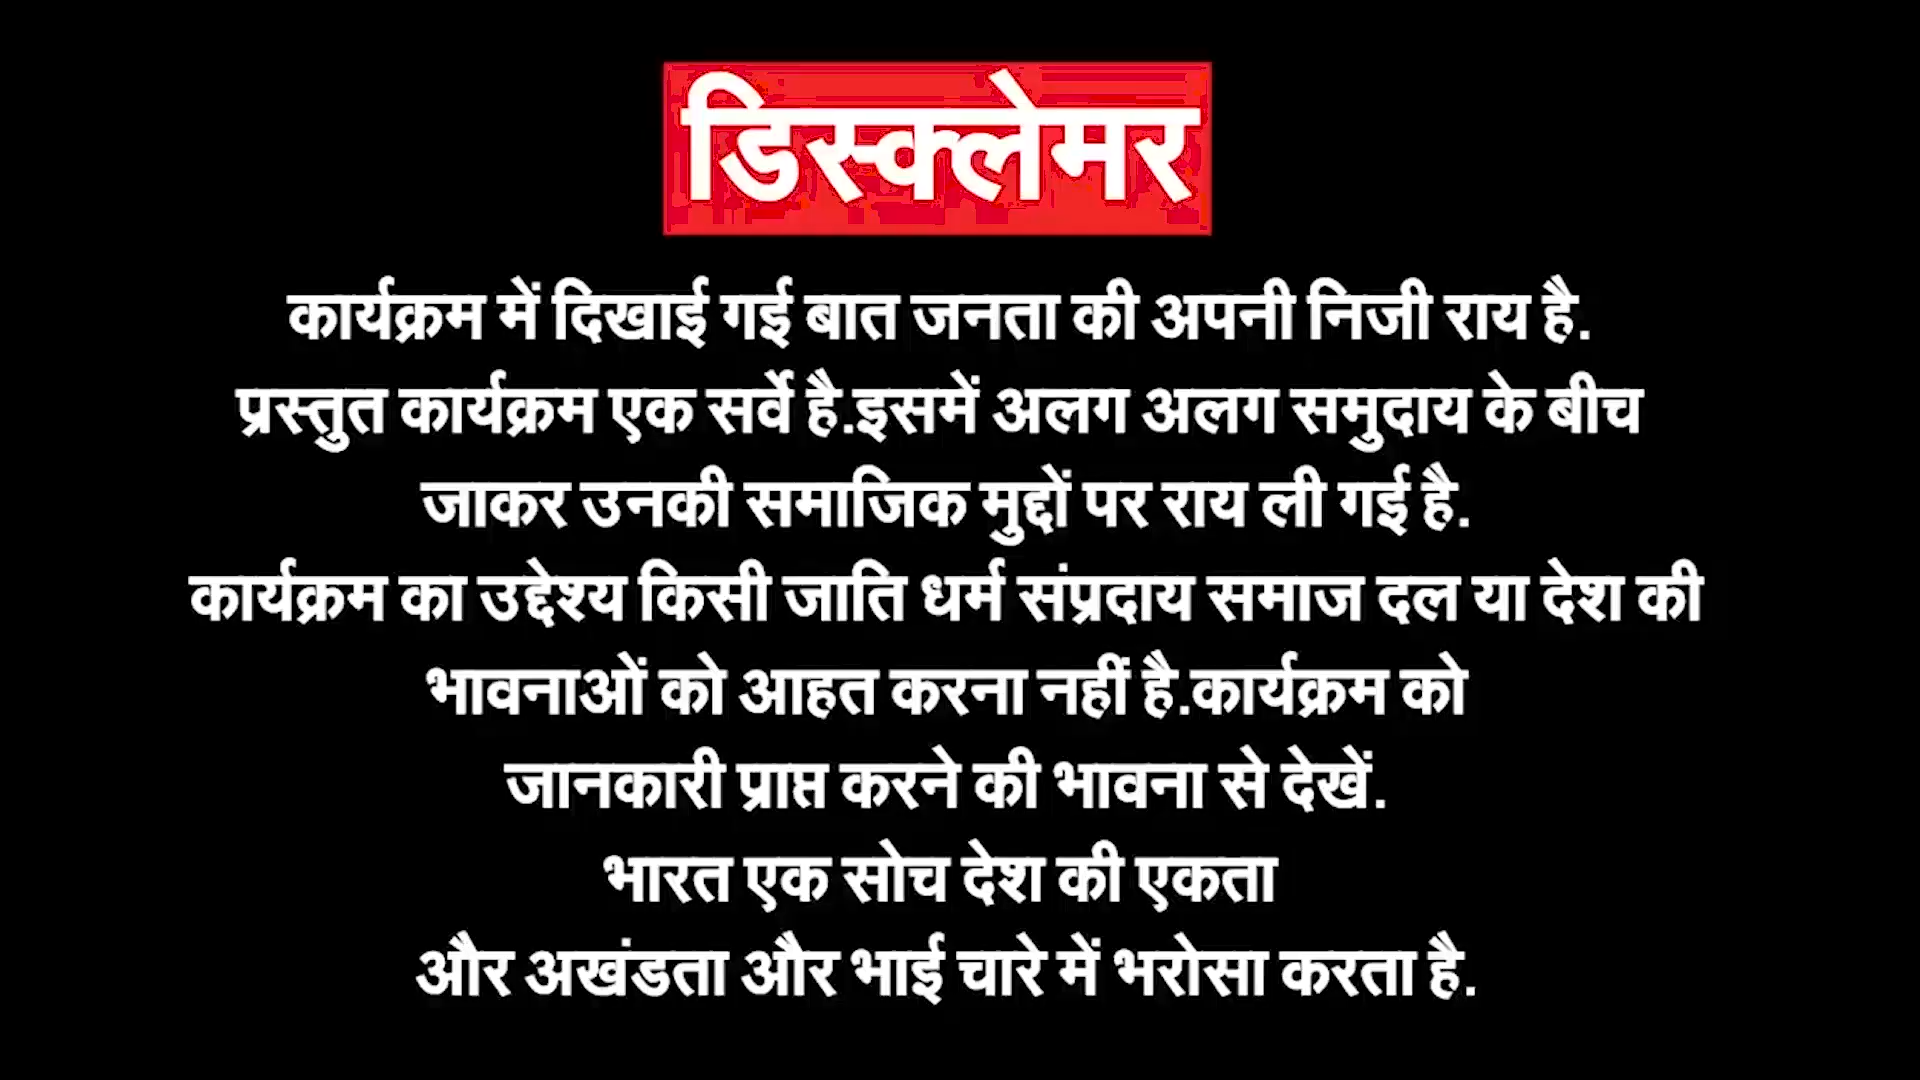 डिस्क्लेमर
कार्यक्रम में दिखाई गई बात जनता की अपनी निजी राय है.
प्रस्तुत कार्यक्रम एक सर्वे है.इसमें अलग अलग समुदाय के बीच
जाकर उनकी समाजिक मुद्दों पर राय ली गई है.
कार्यक्रम का उद्देश्य किसी जाति धर्म संप्रदाय समाज दल या देश की
भावनाओं को आहत करना नहीं है.कार्यक्रम को
जानकारी प्राप्त करने की भावना से देखें.
भारत एक सोच देश की एकता
और अखंडता और भाई चारे में भरोसा करता है.